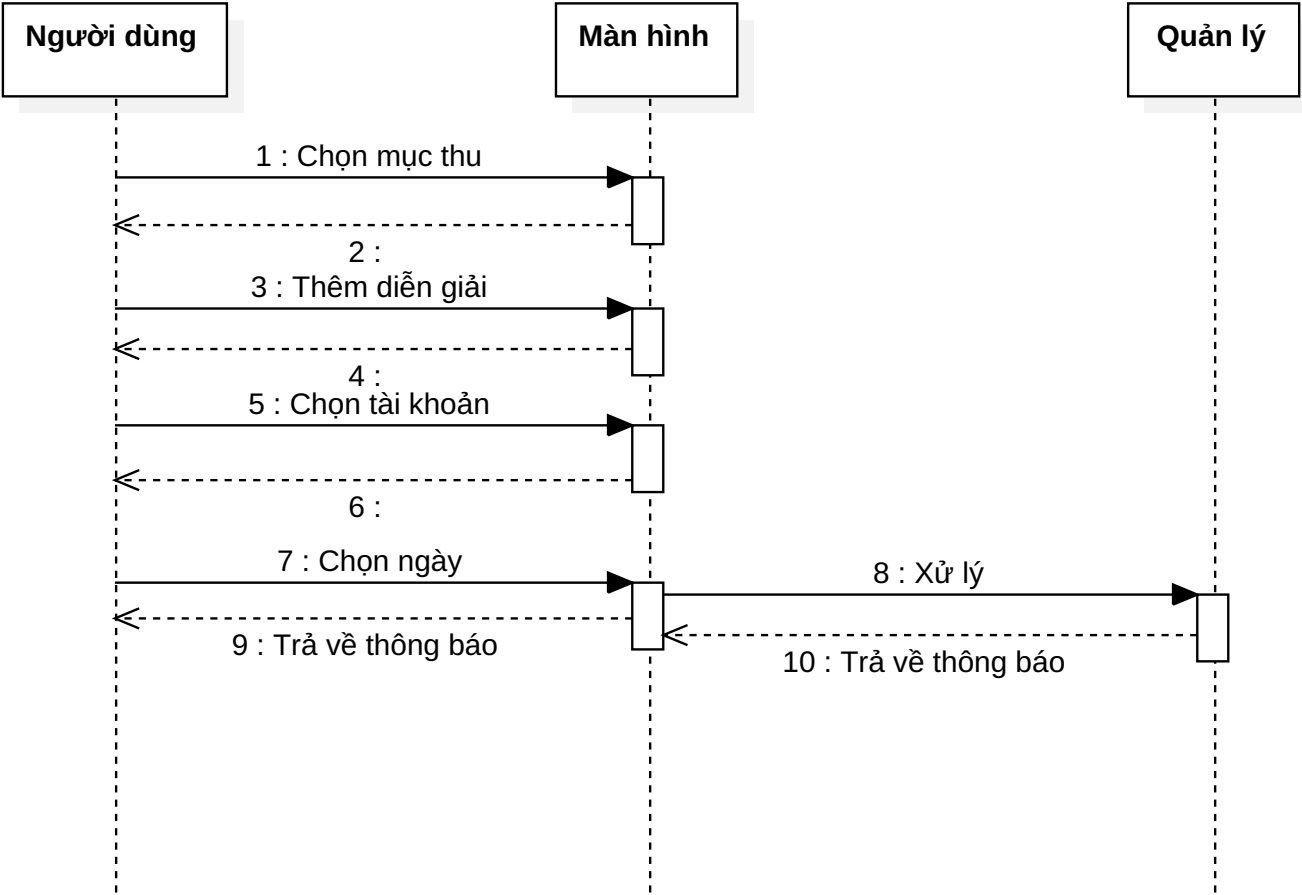 Người dùng
Màn hình
Quản lý
1 : Chọn mục thu
2 :
3 : Thêm diễn giải
4 :
5 : Chọn tài khoản
6 :
7 : Chọn ngày
8 : Xử lý
9 : Trả về thông báo
10 : Trả về thông báo